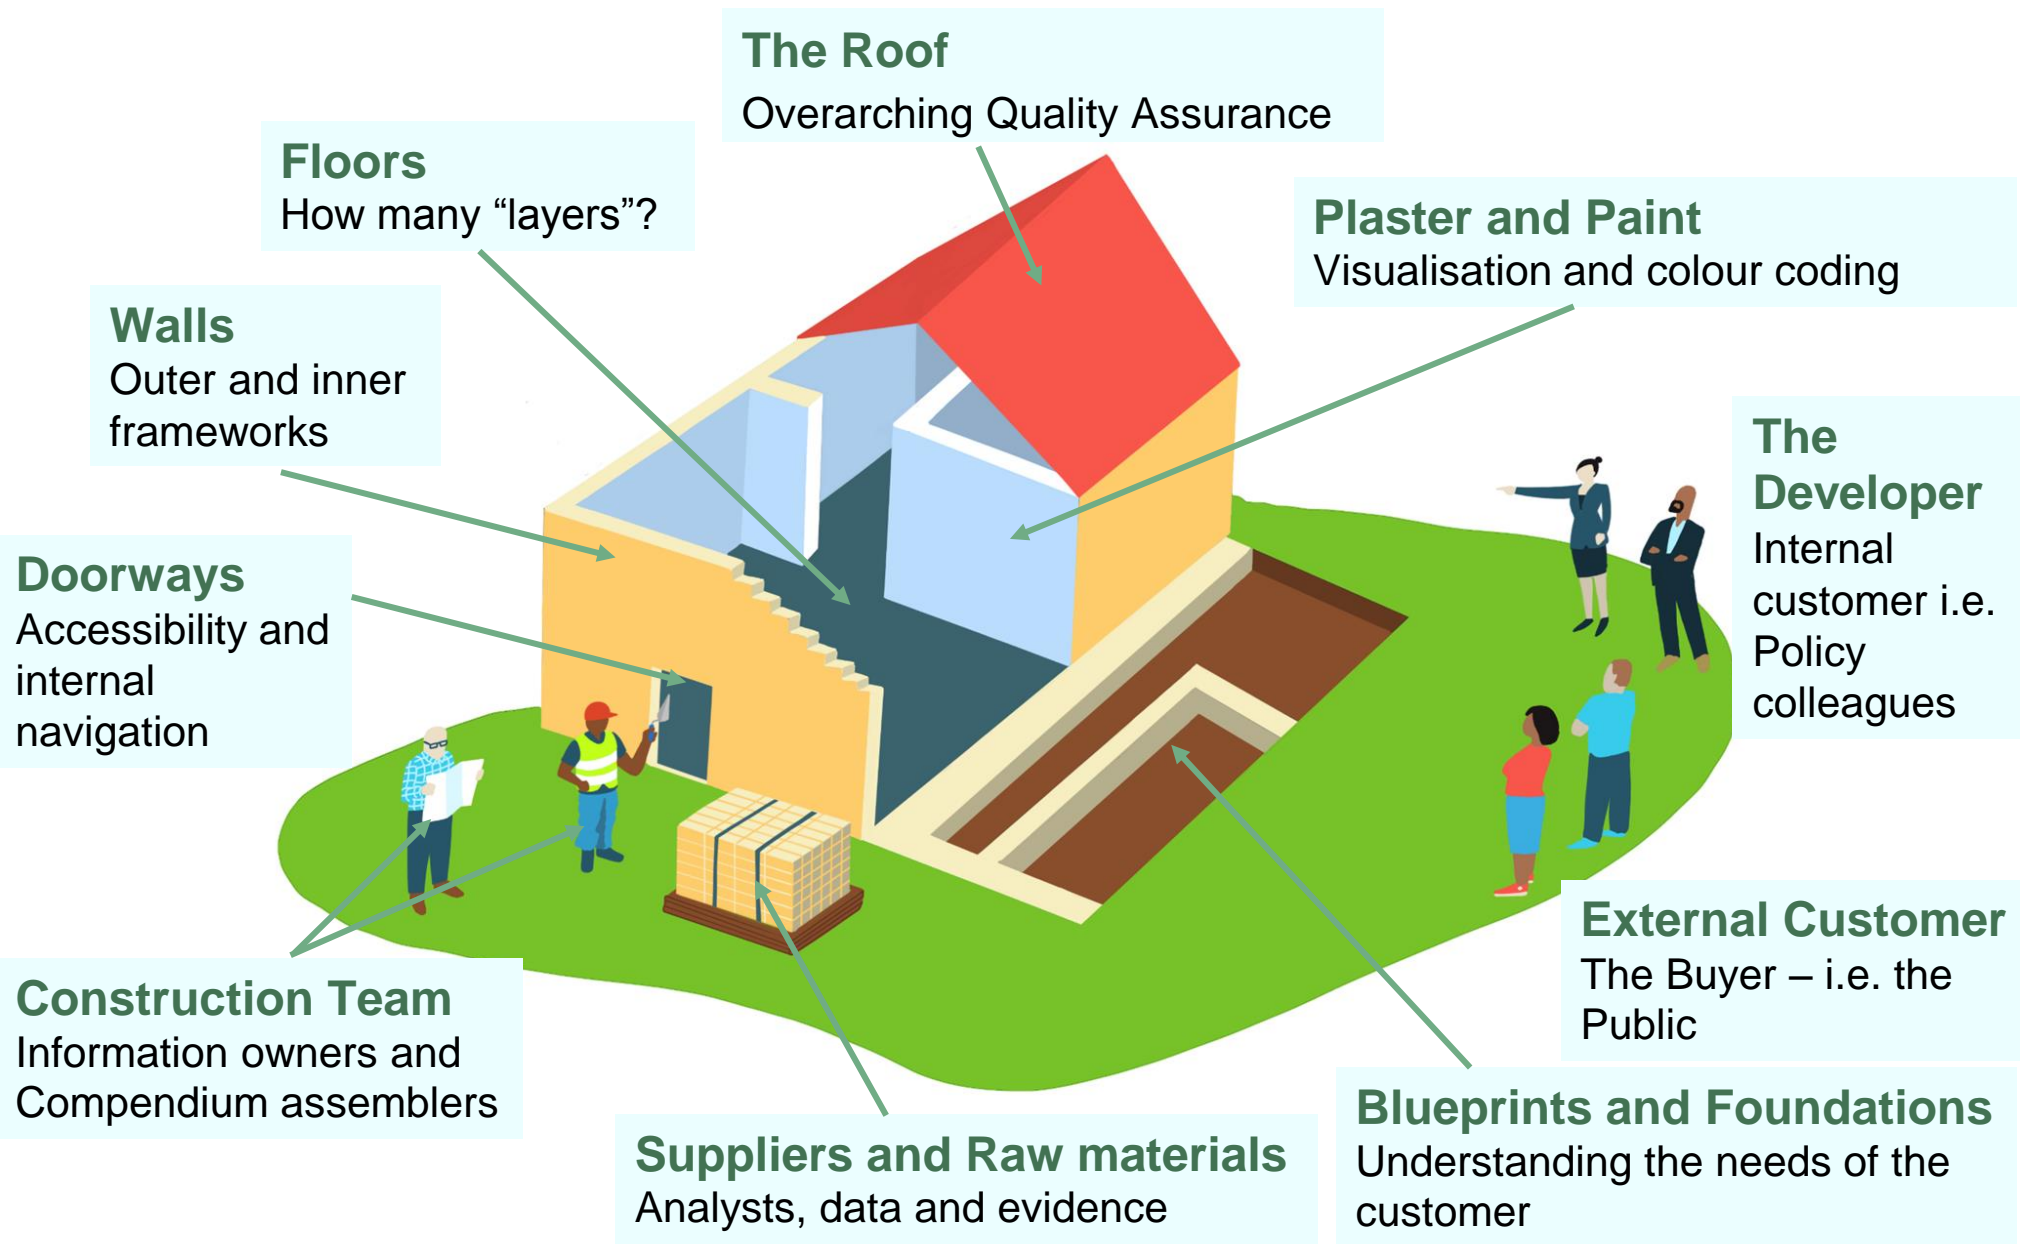 The Roof
Overarching Quality Assurance
Floors
How many “layers”?
Plaster and Paint
Visualisation and colour coding
Walls
Outer and inner
frameworks
The
Developer
Internal
customer i.e.
Policy
colleagues
Doorways
Accessibility and
internal
navigation
External Customer
The Buyer – i.e. the
Public
Construction Team
Information owners and
Compendium assemblers
Blueprints and Foundations
Understanding the needs of the
customer
Suppliers and Raw materials
Analysts, data and evidence